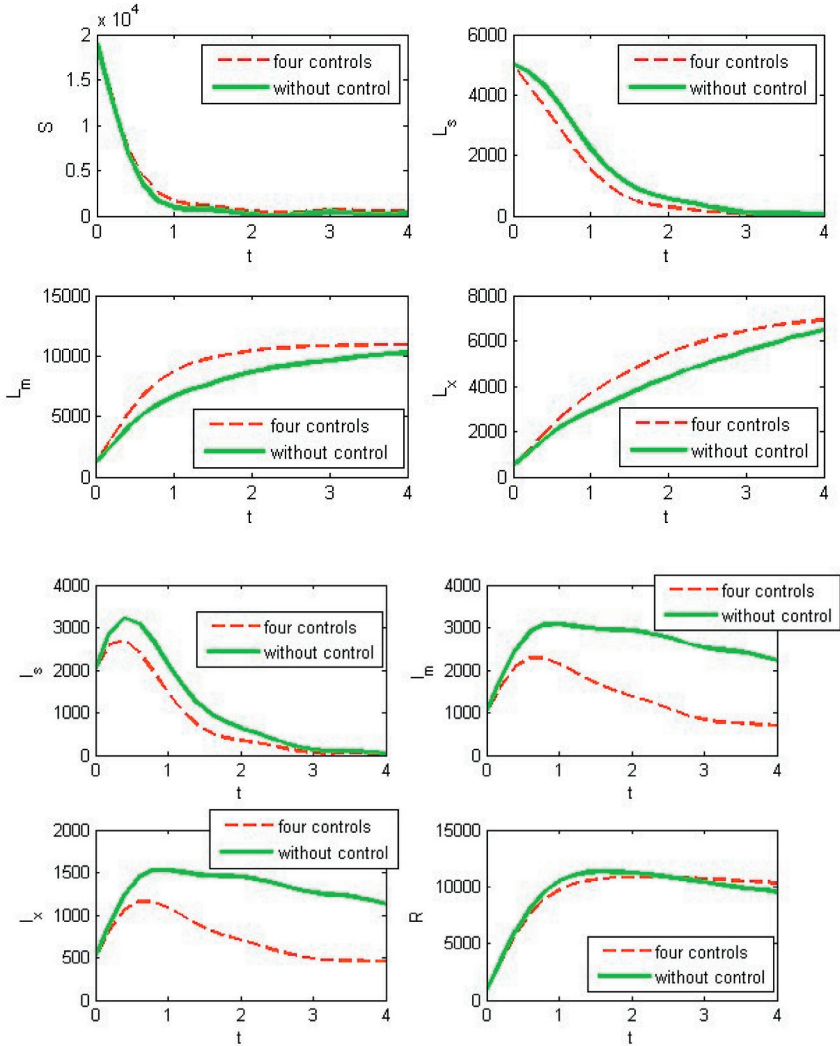 x 10^4
2
1.5
1
0.5
0
S
0 1 2 3 4
t
four controls
without control
6000
4000
2000
0
L_s
0 1 2 3 4
t
four controls
without control
15000
10000
5000
0
L_m
0 1 2 3 4
t
four controls
without control
8000
6000
4000
2000
0
L_x
0 1 2 3 4
t
four controls
without control
4000
3000
2000
1000
0
I_s
0 1 2 3 4
t
four controls
without control
4000
3000
2000
1000
0
I_m
0 1 2 3 4
t
four controls
without control
2000
1500
1000
500
0
I_x
0 1 2 3 4
t
four controls
without control
15000
10000
5000
0
R
0 1 2 3 4
t
four controls
without control